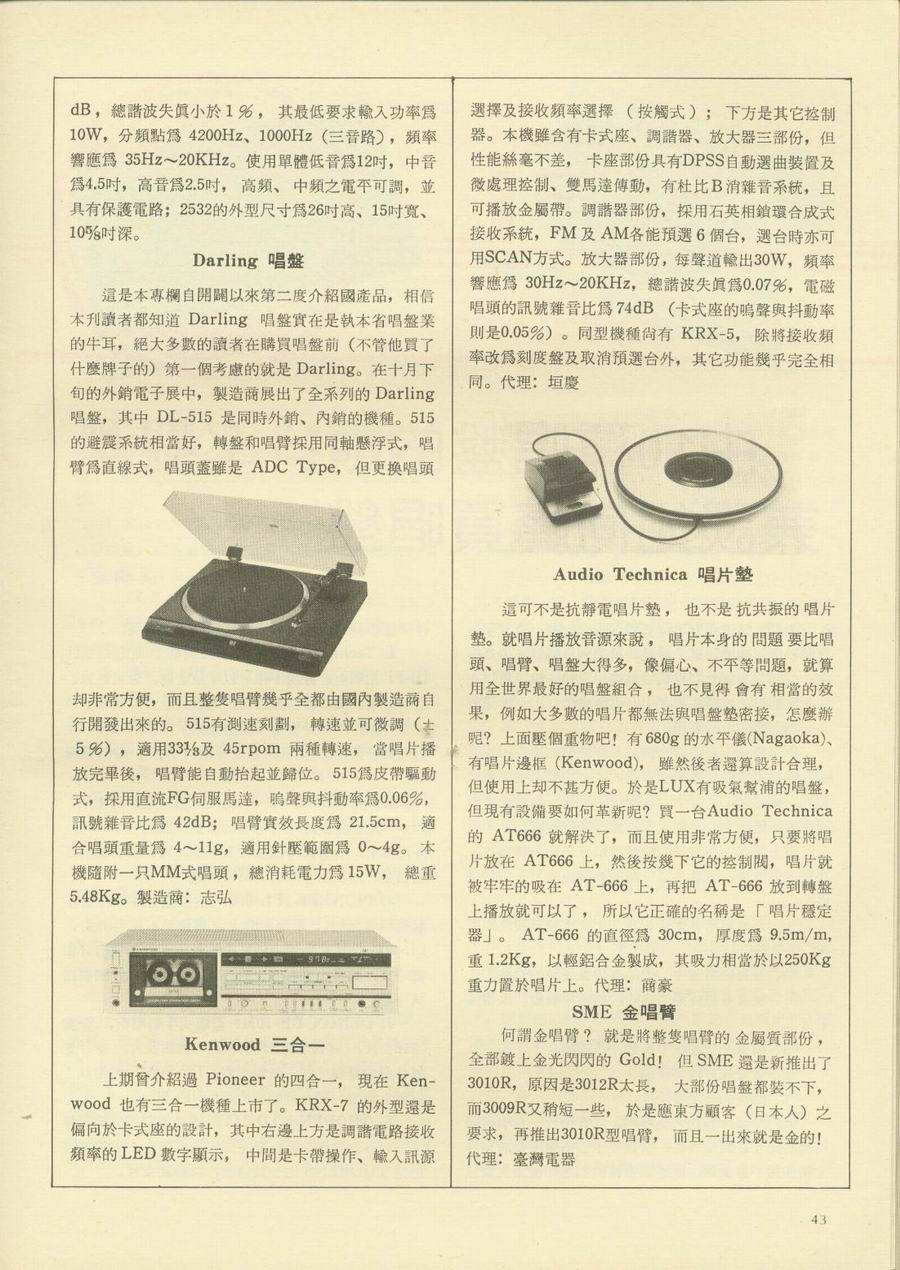 dB，總諧波失眞小於1%，其最低要求輸入功率爲
10W，分頻點爲 4200Hz、1000Hz（三音路），頻率
響應爲 35Hz～20KHz。使用單體低音爲12吋，中音
爲4.5吋，高音爲2.5吋，高頻、中頻之電平可調，並
具有保護電路；2532的外型尺寸爲26吋高、15吋寬、
10⅝吋深。
Darling 唱盤
這是本專欄自開闢以來第二度介紹國產品，相信
本刋讀者都知道 Darling 唱盤實在是執本省唱盤業
的牛耳，絕大多數的讀者在購買唱盤前（不管他買了
什麼牌子的）第一個考慮的就是 Darling。在十月下
旬的外銷電子展中，製造商展出了全系列的 Darling
唱盤，其中 DL-515 是同時外銷、內銷的機種。515
的避震系統相當好，轉盤和唱臂採用同軸懸浮式，唱
臂爲直線式，唱頭蓋雖是 ADC Type，但更換唱頭
却非常方便，而且整隻唱臂幾乎全都由國內製造商自
行開發出來的。515有測速刻劃，轉速並可微調（±
5%），適用33⅓及 45rpom 兩種轉速，當唱片播
放完畢後，唱臂能自動抬起並歸位。515爲皮帶驅動
式，採用直流FG伺服馬達，嗚聲與抖動率爲0.06%，
訊號雜音比爲 42dB；唱臂實效長度爲 21.5cm，適
合唱頭重量爲 4～11g，適用針壓範圍爲 0～4g。本
機隨附一只MM式唱頭，總消耗電力爲15W，總重
5.48Kg。製造商：志弘
KENWOOD
Kenwood 三合一
上期曾介紹過 Pioneer 的四合一，現在 Ken-
wood 也有三合一機種上市了。KRX-7 的外型還是
偏向於卡式座的設計，其中右邊上方是調諧電路接收
頻率的 LED 數字顯示，中間是卡帶操作、輸入訊源
選擇及接收頻率選擇（按觸式）；下方是其它控制
器。本機雖含有卡式座、調諧器、放大器三部份，但
性能絲毫不差，卡座部份具有DPSS自動選曲裝置及
微處理控制、雙馬達傳動，有杜比B消雜音系統，且
可播放金屬帶。調諧器部份，採用石英相鎖環合成式
接收系統，FM 及 AM各能預選 6 個台，選台時亦可
用SCAN方式。放大器部份，每聲道輸出30W，頻率
響應爲 30Hz～20KHz，總諧波失眞爲0.07%，電磁
唱頭的訊號雜音比爲74dB（卡式座的嗚聲與抖動率
則是0.05%）。同型機種尙有 KRX-5，除將接收頻
率改爲刻度盤及取消預選台外，其它功能幾乎完全相
同。代理：垣慶
Audio Technica 唱片墊
這可不是抗靜電唱片墊，也不是抗共振的唱片
墊。就唱片播放音源來說，唱片本身的問題要比唱
頭、唱臂、唱盤大得多，像偏心、不平等問題，就算
用全世界最好的唱盤組合，也不見得會有相當的效
果，例如大多數的唱片都無法與唱盤墊密接，怎麼辦
呢？上面壓個重物吧！有680g的水平儀(Nagaoka)、
有唱片邊框 (Kenwood)，雖然後者還算設計合理，
但使用上却不甚方便。於是LUX有吸氣幫浦的唱盤，
但現有設備要如何革新呢？買一台Audio Technica
的 AT666 就解決了，而且使用非常方便，只要將唱
片放在 AT666 上，然後按幾下它的控制閥，唱片就
被牢牢的吸在 AT-666 上，再把 AT-666 放到轉盤
上播放就可以了，所以它正確的名稱是「唱片穩定
器」。AT-666 的直徑爲 30cm，厚度爲 9.5m/m,
重 1.2Kg，以輕鋁合金製成，其吸力相當於以250Kg
重力置於唱片上。代理：商豪
SME 金唱臂
何謂金唱臂？就是將整隻唱臂的金屬質部份，
全部鍍上金光閃閃的 Gold！但 SME 還是新推出了
3010R，原因是3012R太長，大部份唱盤都裝不下，
而3009R又稍短一些，於是應東方顧客（日本人）之
要求，再推出3010R型唱臂，而且一出來就是金的！
代理：臺灣電器
43